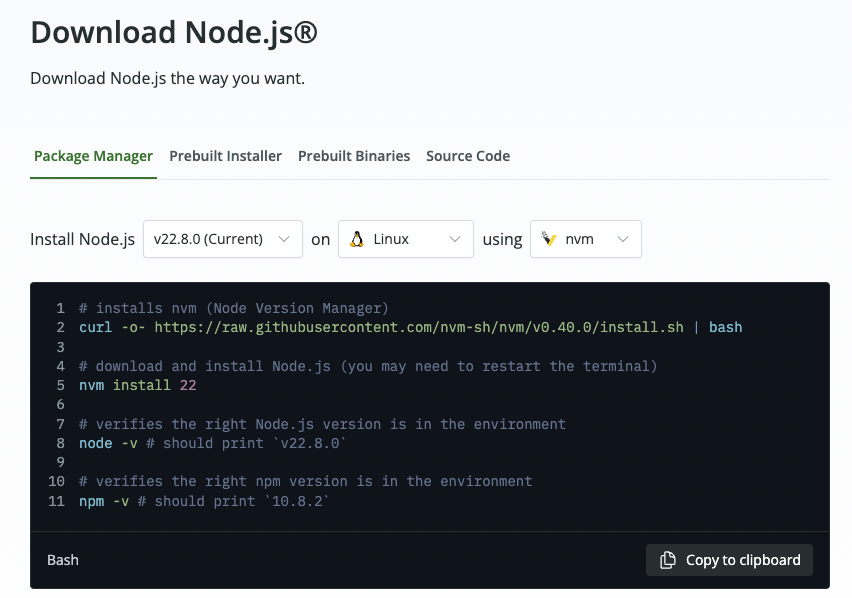 Download Node.js®
Download Node.js the way you want.
Package Manager Prebuilt Installer Prebuilt Binaries Source Code
Install Node.js v22.8.0 (Current) on Linux using nvm
1 # installs nvm (Node Version Manager)
2 curl -o- https://raw.githubusercontent.com/nvm-sh/nvm/v0.40.0/install.sh | bash
3
4 # download and install Node.js (you may need to restart the terminal)
5 nvm install 22
6
7 # verifies the right Node.js version is in the environment
8 node -v # should print `v22.8.0`
9
10 # verifies the right npm version is in the environment
11 npm -v # should print `10.8.2`
Bash Copy to clipboard